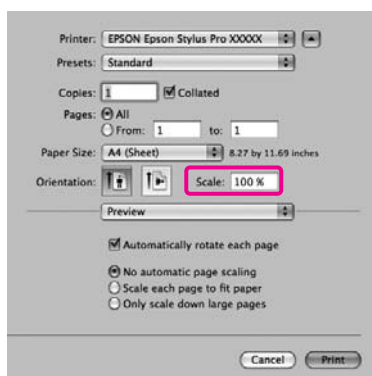 Printer: EPSON Epson Stylus Pro XXXXX
Presets: Standard
Copies: 1 Collated
Pages: All
From: 1 to: 1
Paper Size: A4 (Sheet) 8.27 by 11.69 inches
Orientation: Scale: 100 %
Preview
Automatically rotate each page
No automatic page scaling
Scale each page to fit paper
Only scale down large pages
Cancel Print